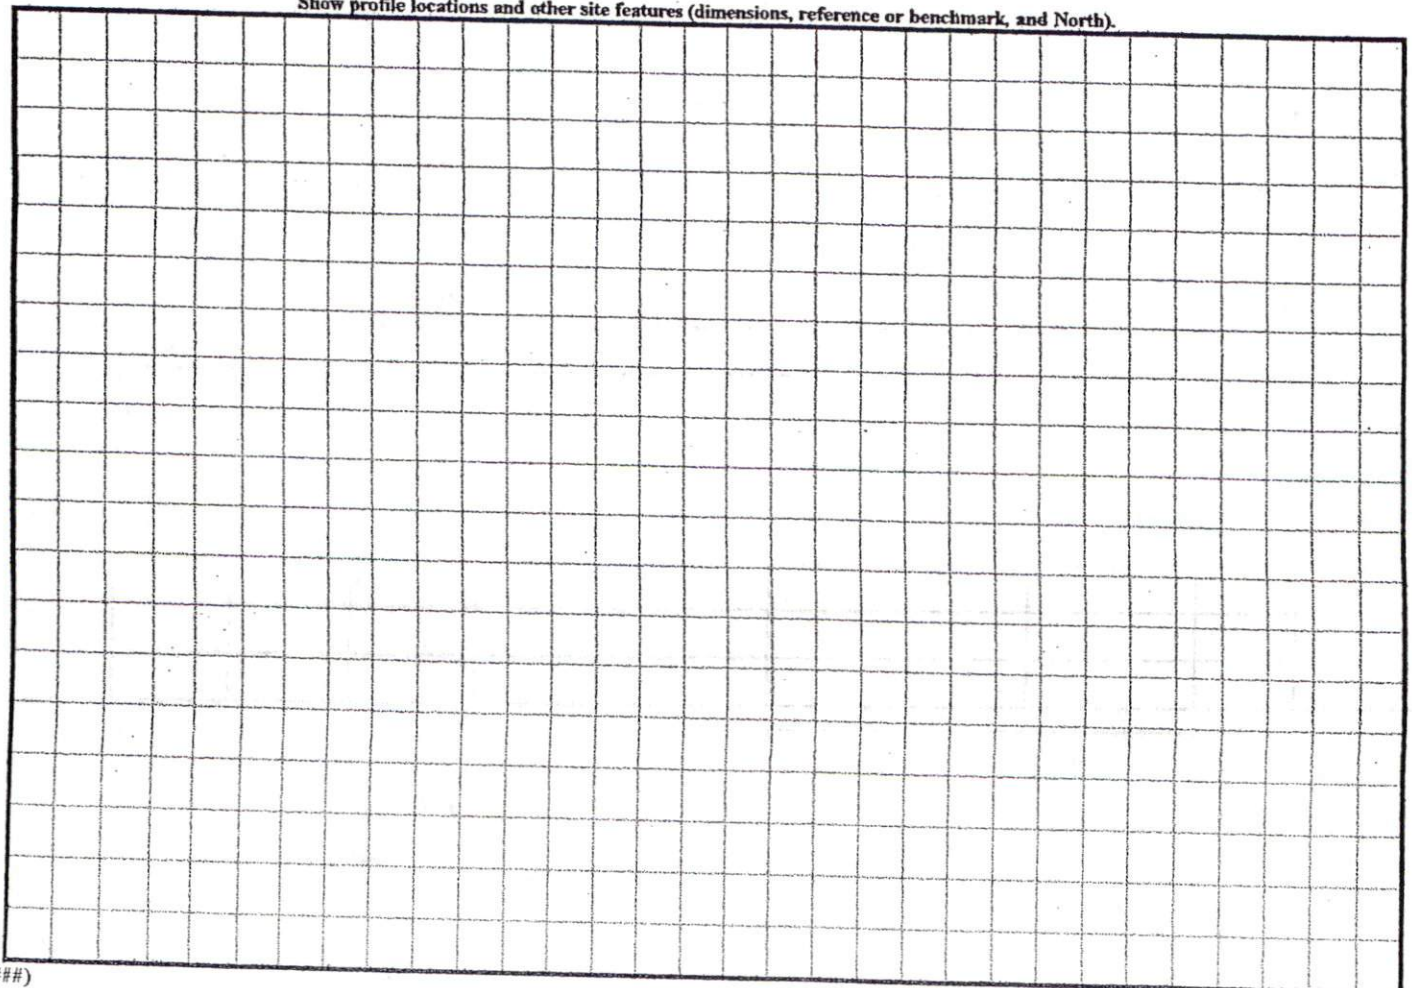 Show profile locations and other site features (dimensions, reference or benchmark, and North).
##)